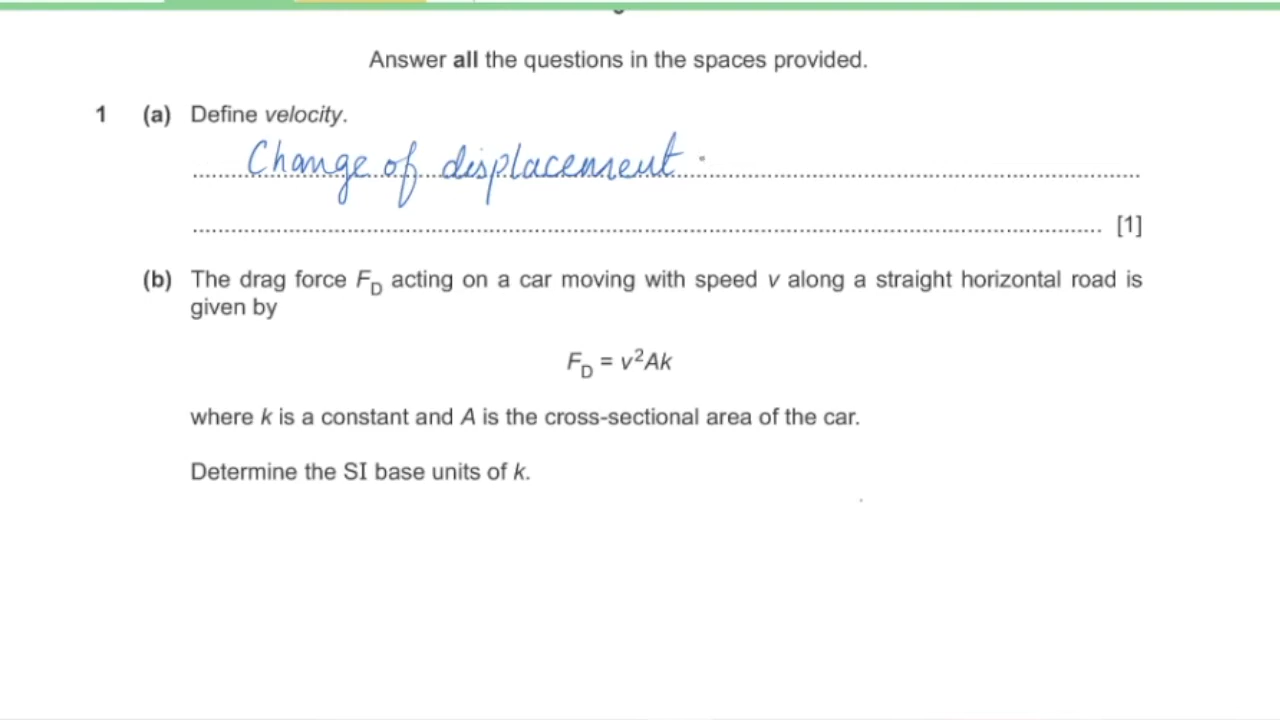 Answer all the questions in the spaces provided.
1 (a) Define velocity.
Change of displacement
[1]
(b) The drag force F_D acting on a car moving with speed v along a straight horizontal road is
given by
F_D = v²Ak
where k is a constant and A is the cross-sectional area of the car.
Determine the SI base units of k.